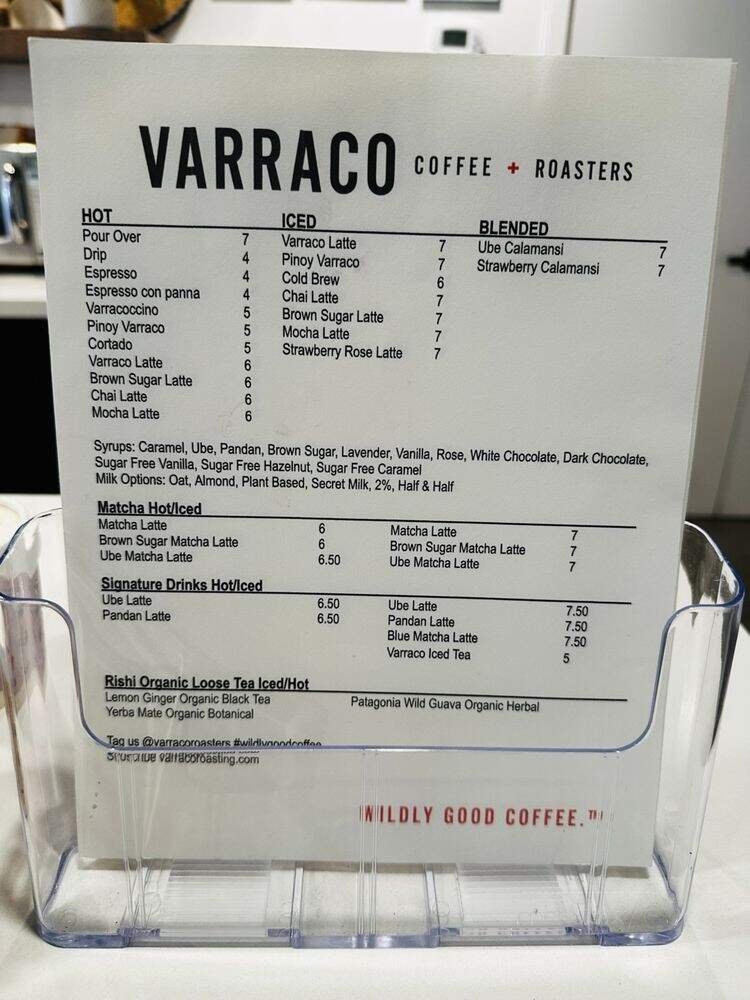 VARRACO COFFEE + ROASTERS
HOT
Pour Over 7
Drip 4
Espresso 4
Espresso con panna 4
Varracoccino 5
Pinoy Varraco 5
Cortado 5
Varraco Latte 6
Brown Sugar Latte 6
Chai Latte 6
Mocha Latte 6
ICED
Varraco Latte 7
Pinoy Varraco 7
Cold Brew 6
Chai Latte 7
Brown Sugar Latte 7
Mocha Latte 7
Strawberry Rose Latte 7
BLENDED
Ube Calamansi 7
Strawberry Calamansi 7
Syrups: Caramel, Ube, Pandan, Brown Sugar, Lavender, Vanilla, Rose, White Chocolate, Dark Chocolate,
Sugar Free Vanilla, Sugar Free Hazelnut, Sugar Free Caramel
Milk Options: Oat, Almond, Plant Based, Secret Milk, 2%, Half & Half
Matcha Hot/Iced
Matcha Latte 6 Matcha Latte 7
Brown Sugar Matcha Latte 6 Brown Sugar Matcha Latte 7
Ube Matcha Latte 6.50 Ube Matcha Latte 7
Signature Drinks Hot/Iced
Ube Latte 6.50 Ube Latte 7.50
Pandan Latte 6.50 Pandan Latte 7.50
Blue Matcha Latte 7.50
Varraco Iced Tea 5
Rishi Organic Loose Tea Iced/Hot
Lemon Ginger Organic Black Tea Patagonia Wild Guava Organic Herbal
Yerba Mate Organic Botanical
Tag us @varracoroasters #wildlygoodcoffee
varracoroasting.com
WILDLY GOOD COFFEE.™